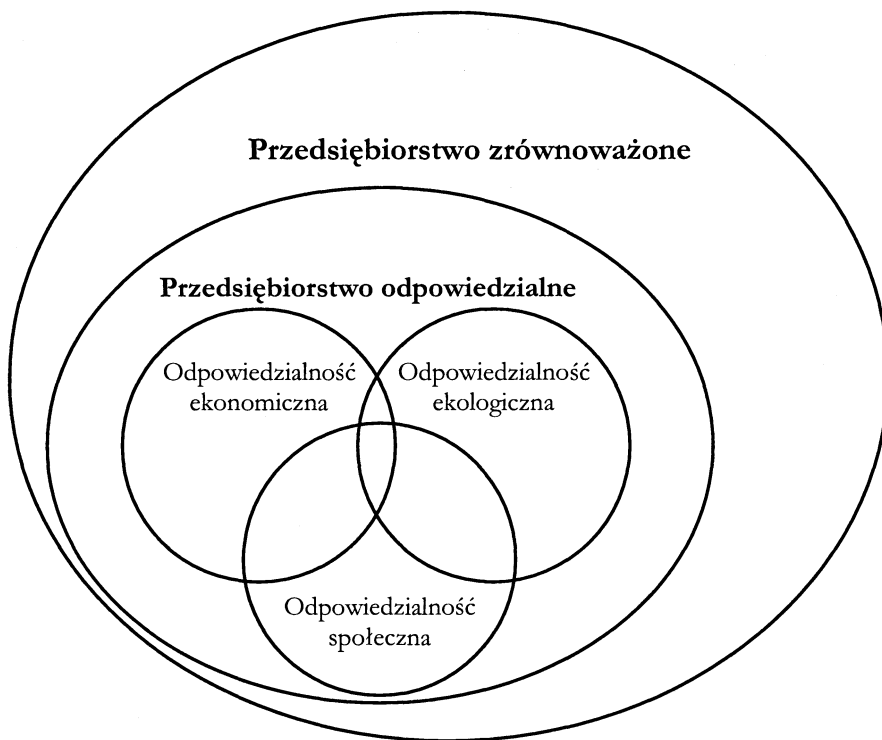 Przedsiębiorstwo zrównoważone
Przedsiębiorstwo odpowiedzialne
Odpowiedzialność
ekonomiczna
Odpowiedzialność
ekologiczna
Odpowiedzialność
społeczna